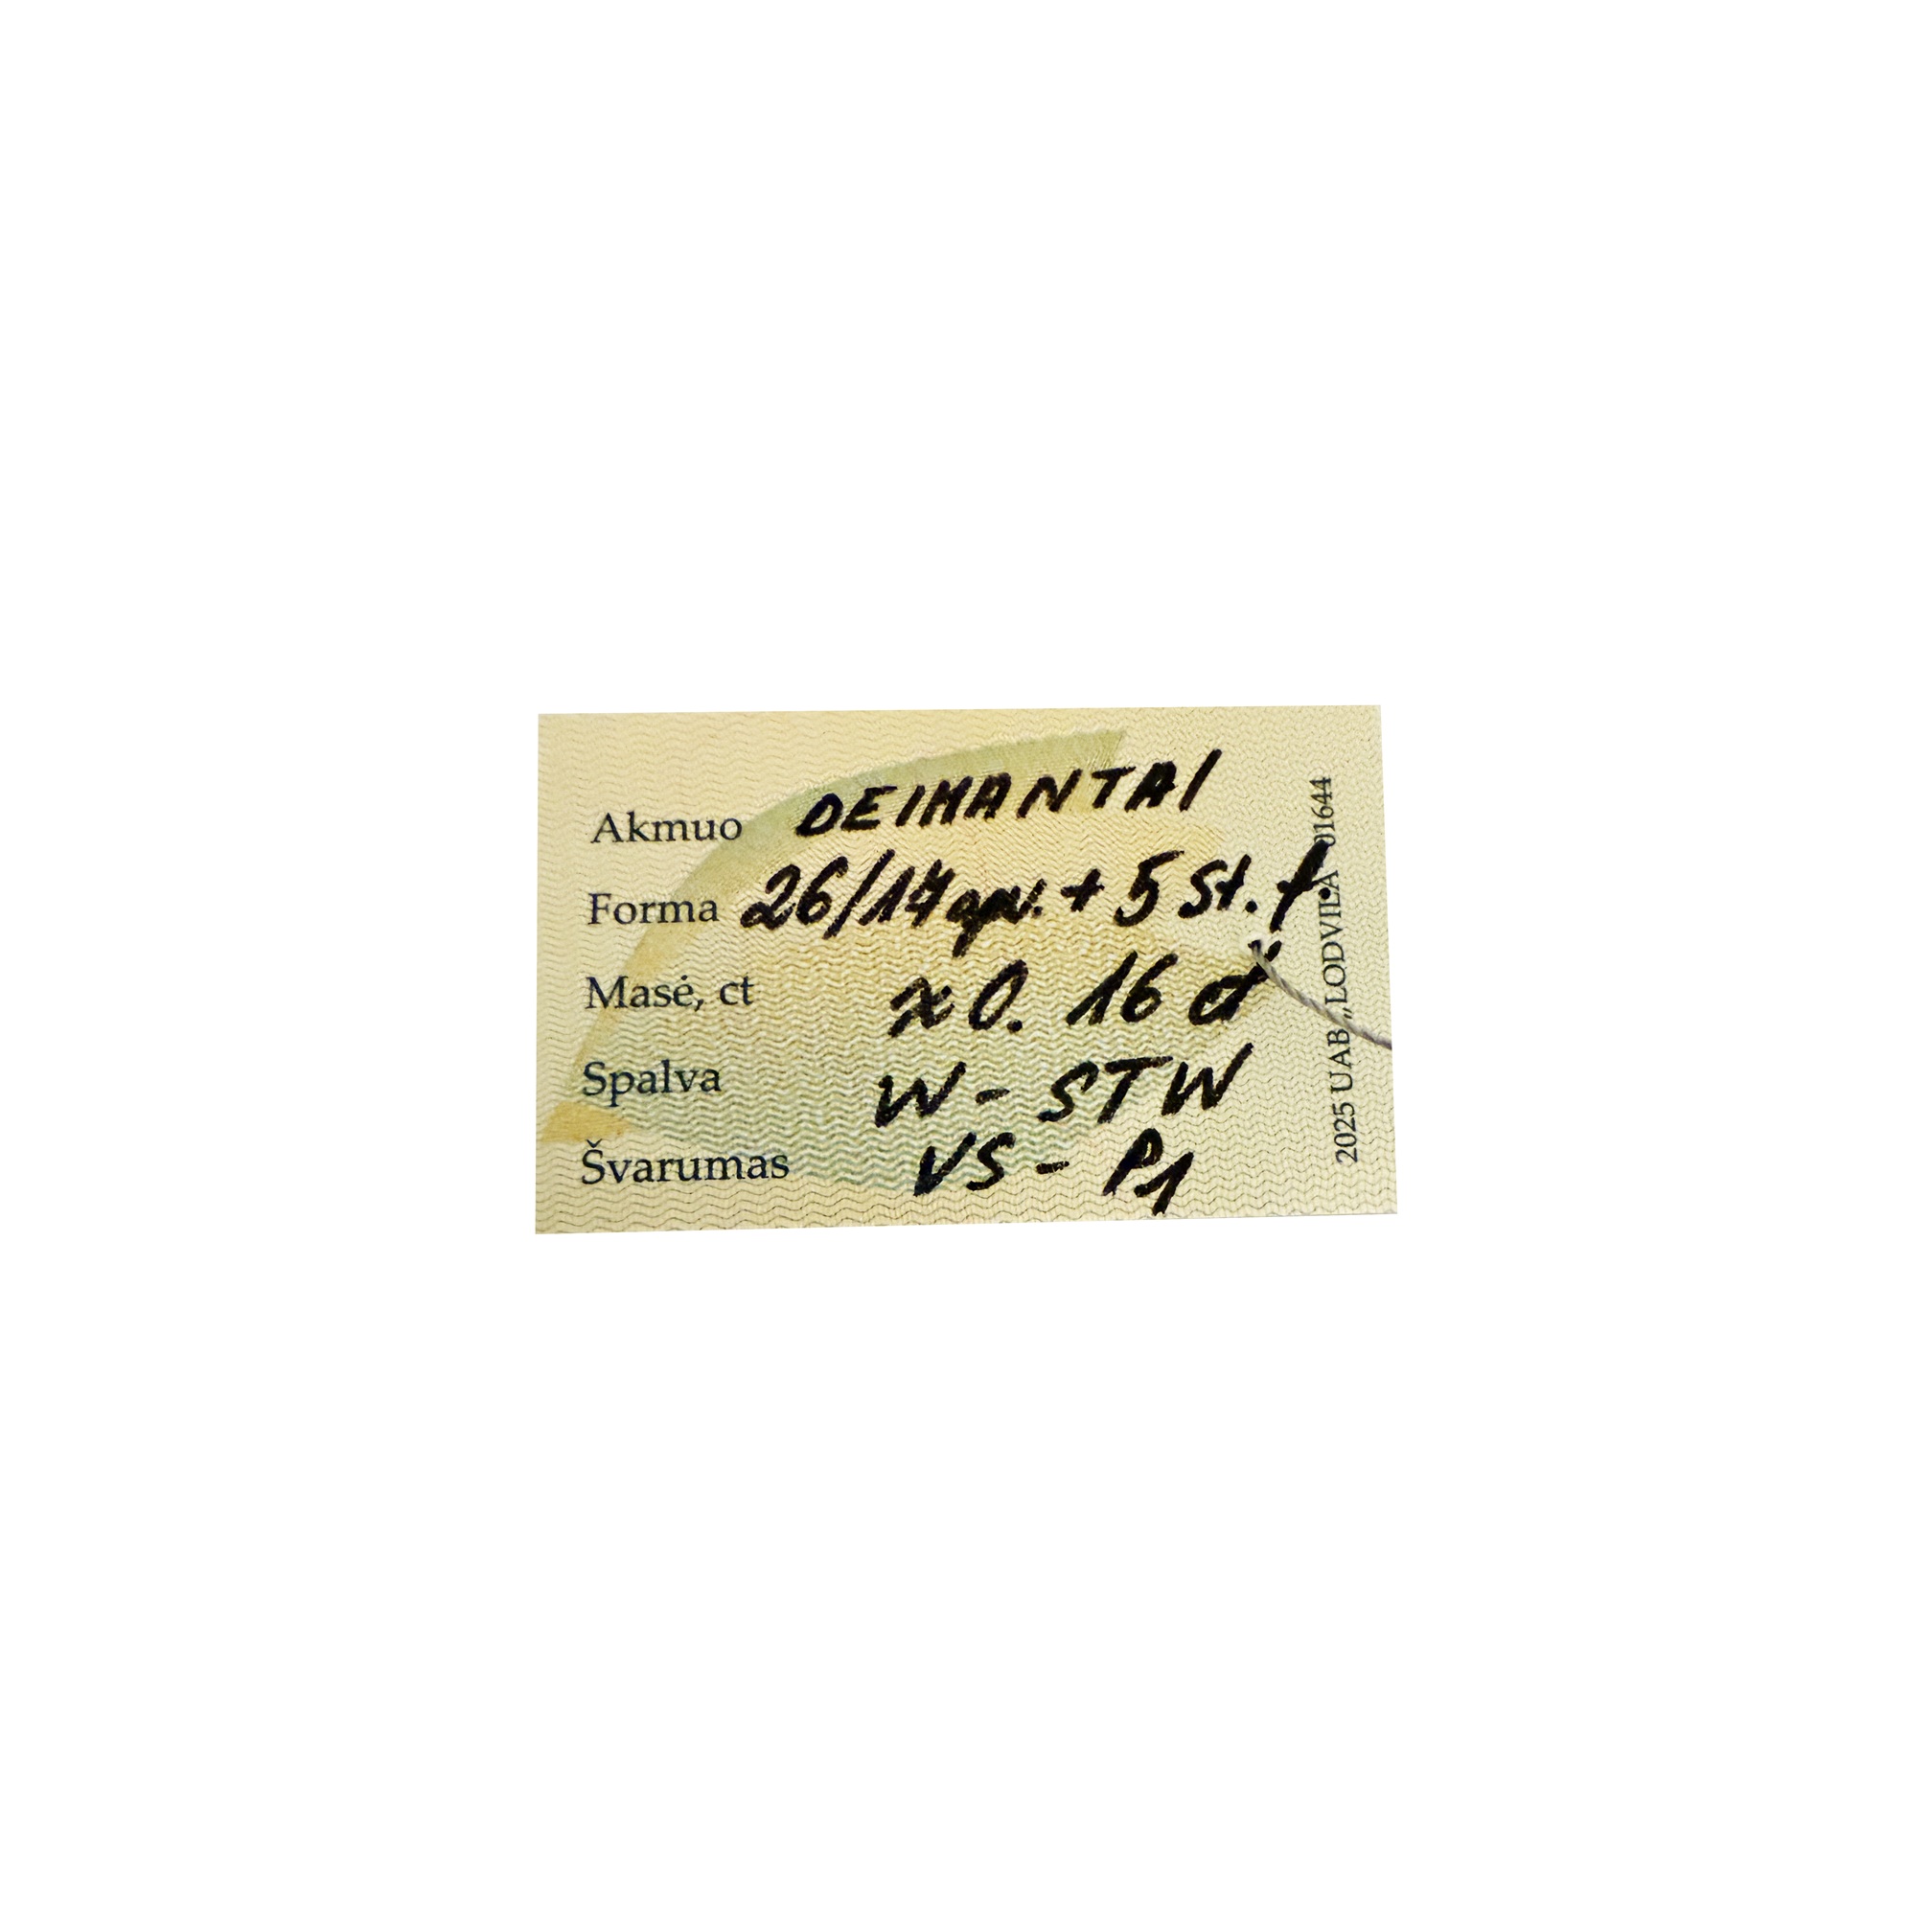 Akmuo DEIMANTAI
Forma 26/17 apv. + 5 St. f.
Masė, ct ≈ 0.16 ct
Spalva W - STW
Švarumas VS - P1
2025 UAB „LODVILA" 01644